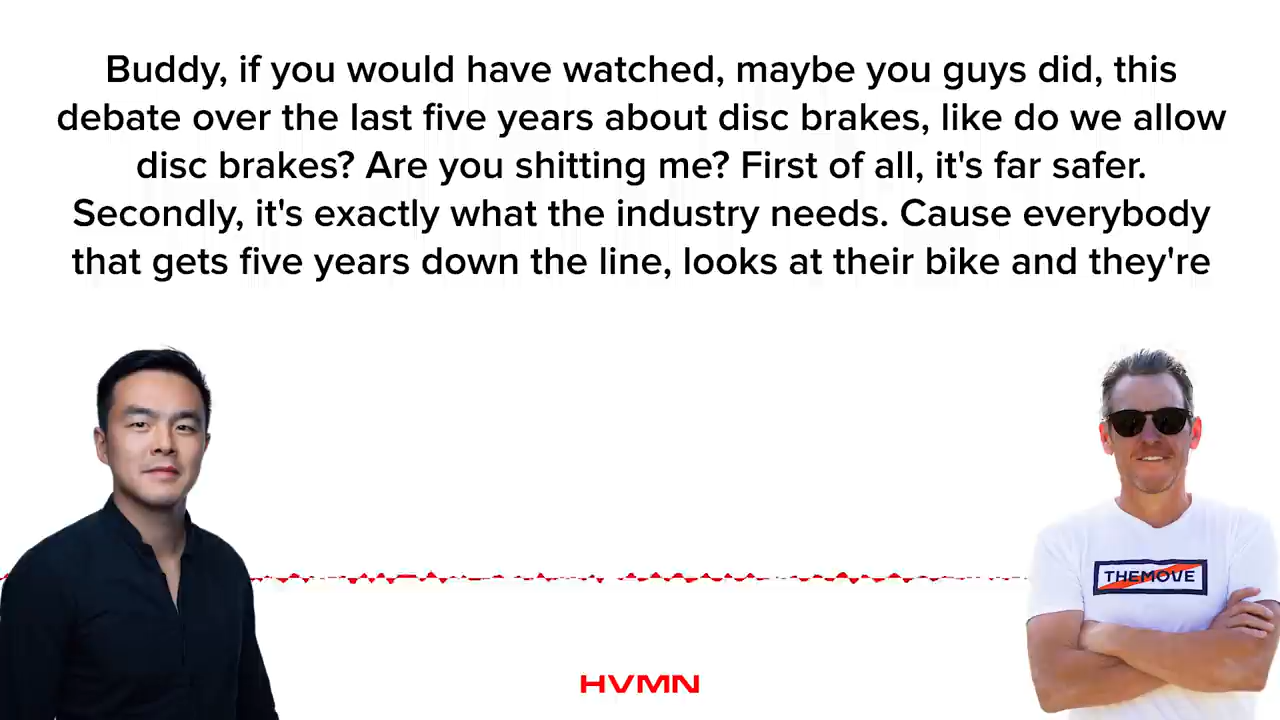 Buddy, if you would have watched, maybe you guys did, this
debate over the last five years about disc brakes, like do we allow
disc brakes? Are you shitting me? First of all, it's far safer.
Secondly, it's exactly what the industry needs. Cause everybody
that gets five years down the line, looks at their bike and they're
THEMOVE
HVMN